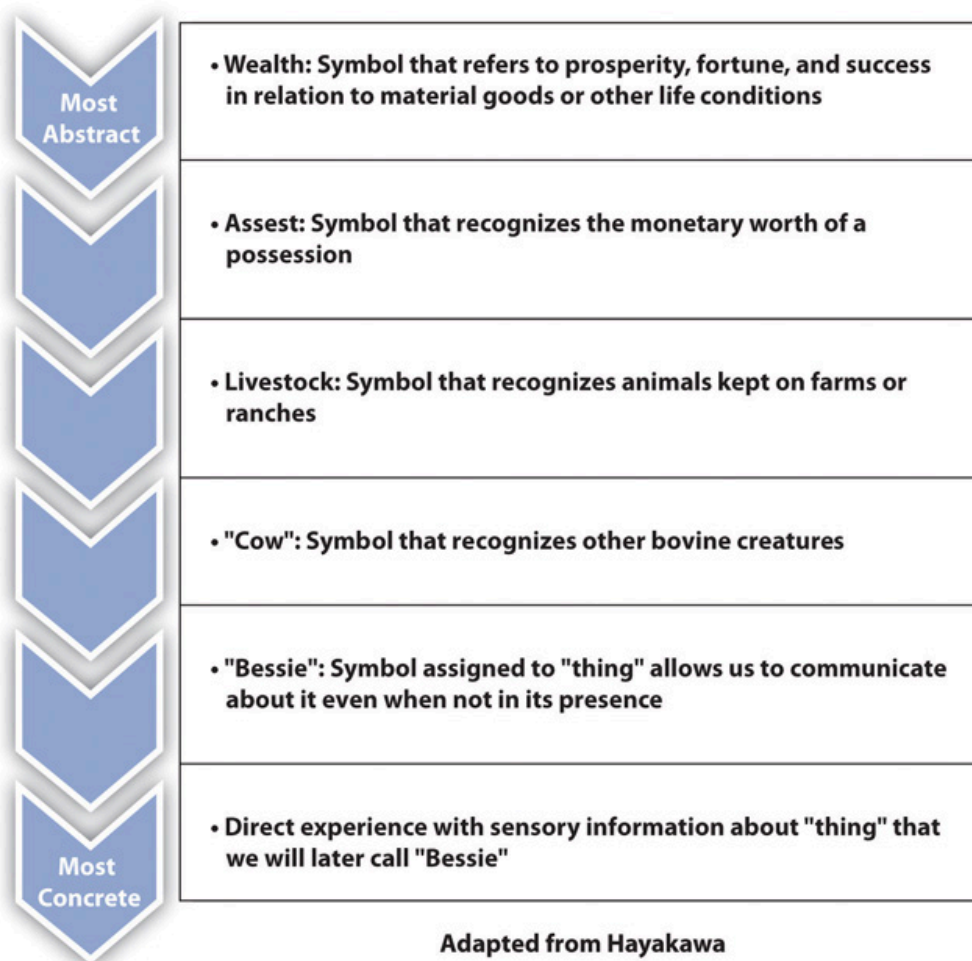 Most
Abstract
• Wealth: Symbol that refers to prosperity, fortune, and success
in relation to material goods or other life conditions
• Assest: Symbol that recognizes the monetary worth of a
possession
• Livestock: Symbol that recognizes animals kept on farms or
ranches
• "Cow": Symbol that recognizes other bovine creatures
• "Bessie": Symbol assigned to "thing" allows us to communicate
about it even when not in its presence
Most
Concrete
• Direct experience with sensory information about "thing" that
we will later call "Bessie"
Adapted from Hayakawa